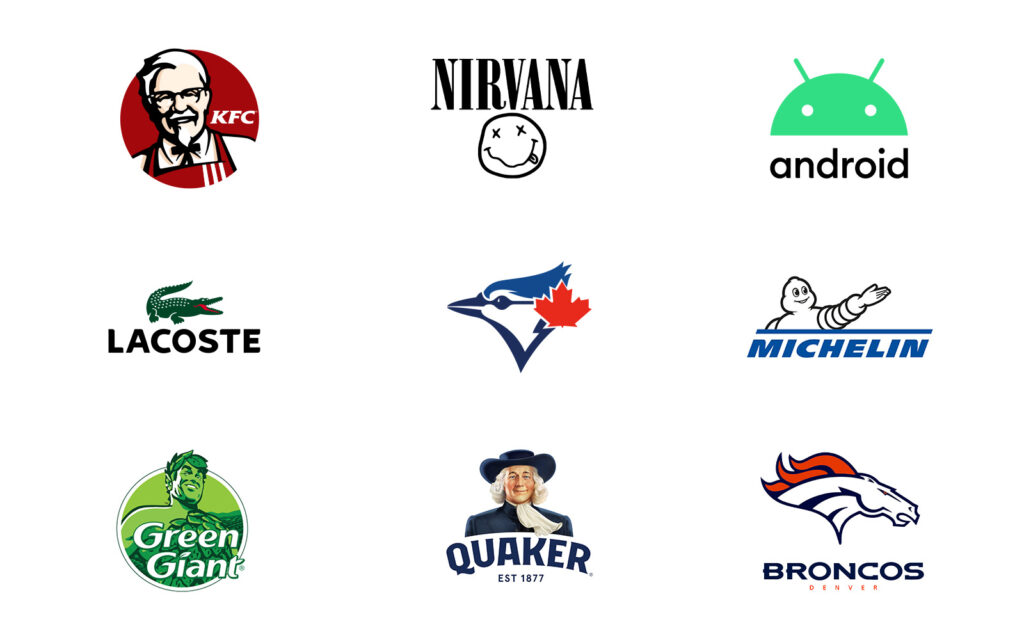 KFC
NIRVANA
android
LACOSTE
MICHELIN
Green
Giant®
QUAKER®
EST 1877
BRONCOS
DENVER